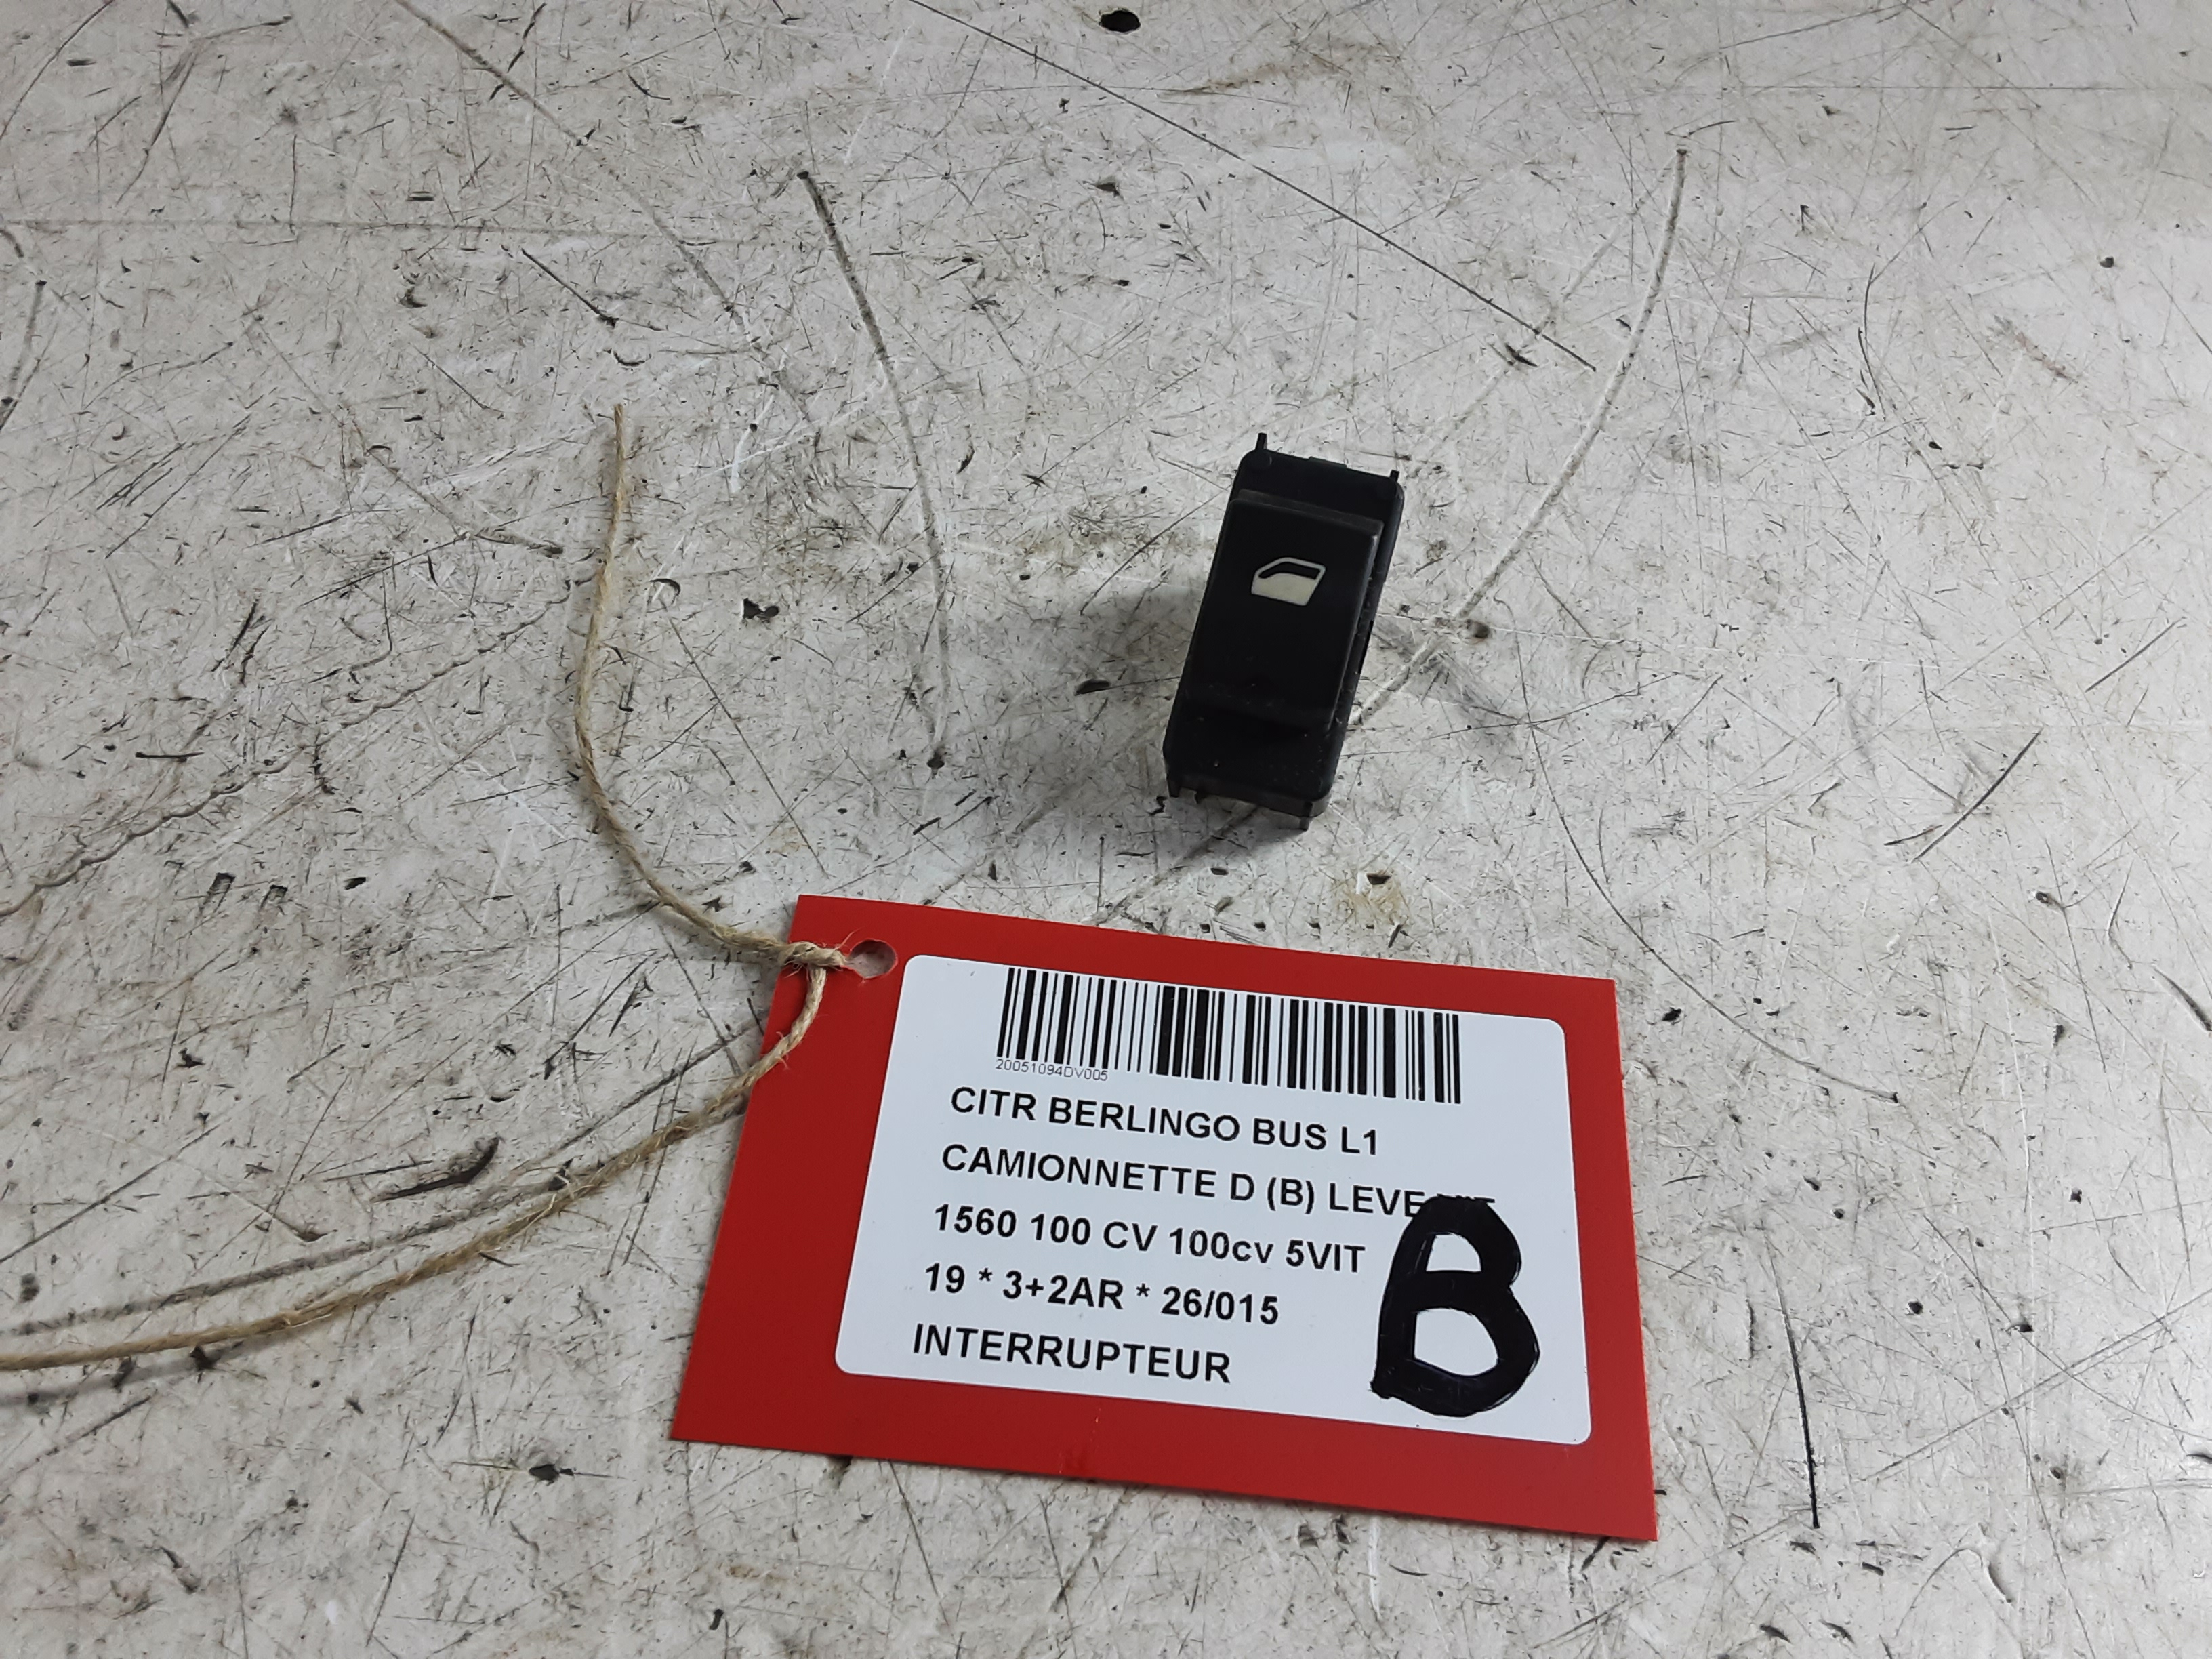 20051094DV005
CITR BERLINGO BUS L1
CAMIONNETTE D (B)
1560 100 CV 100cv 5VIT
19 * 3+2AR * 26/015
INTERRUPTEUR
B